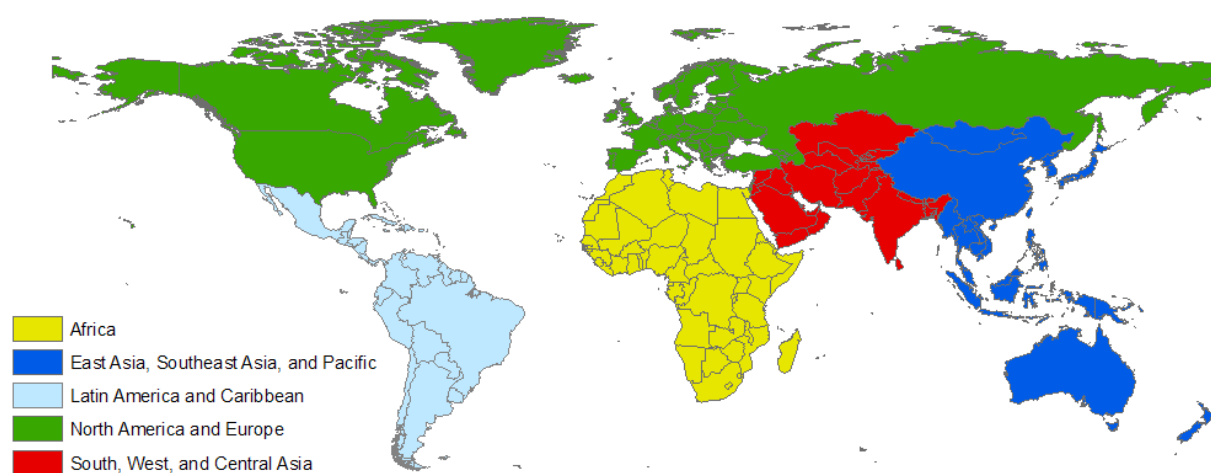 Africa
East Asia, Southeast Asia, and Pacific
Latin America and Caribbean
North America and Europe
South, West, and Central Asia